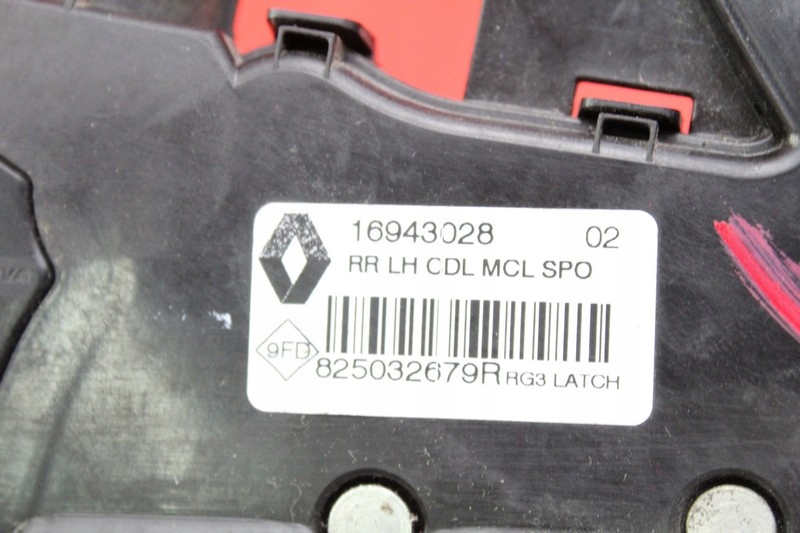 16943028 02
RR LH CDL MCL SPO
9FD
825032679R RG3 LATCH